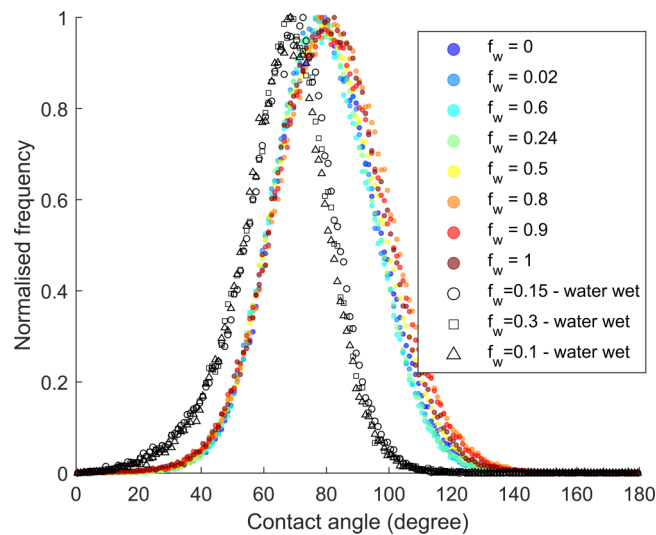 1
0.8
0.6
0.4
0.2
0
Normalised frequency
0 20 40 60 80 100 120 140 160 180
Contact angle (degree)
f_w = 0
f_w = 0.02
f_w = 0.6
f_w = 0.24
f_w = 0.5
f_w = 0.8
f_w = 0.9
f_w = 1
f_w=0.15 - water wet
f_w=0.3 - water wet
f_w=0.1 - water wet